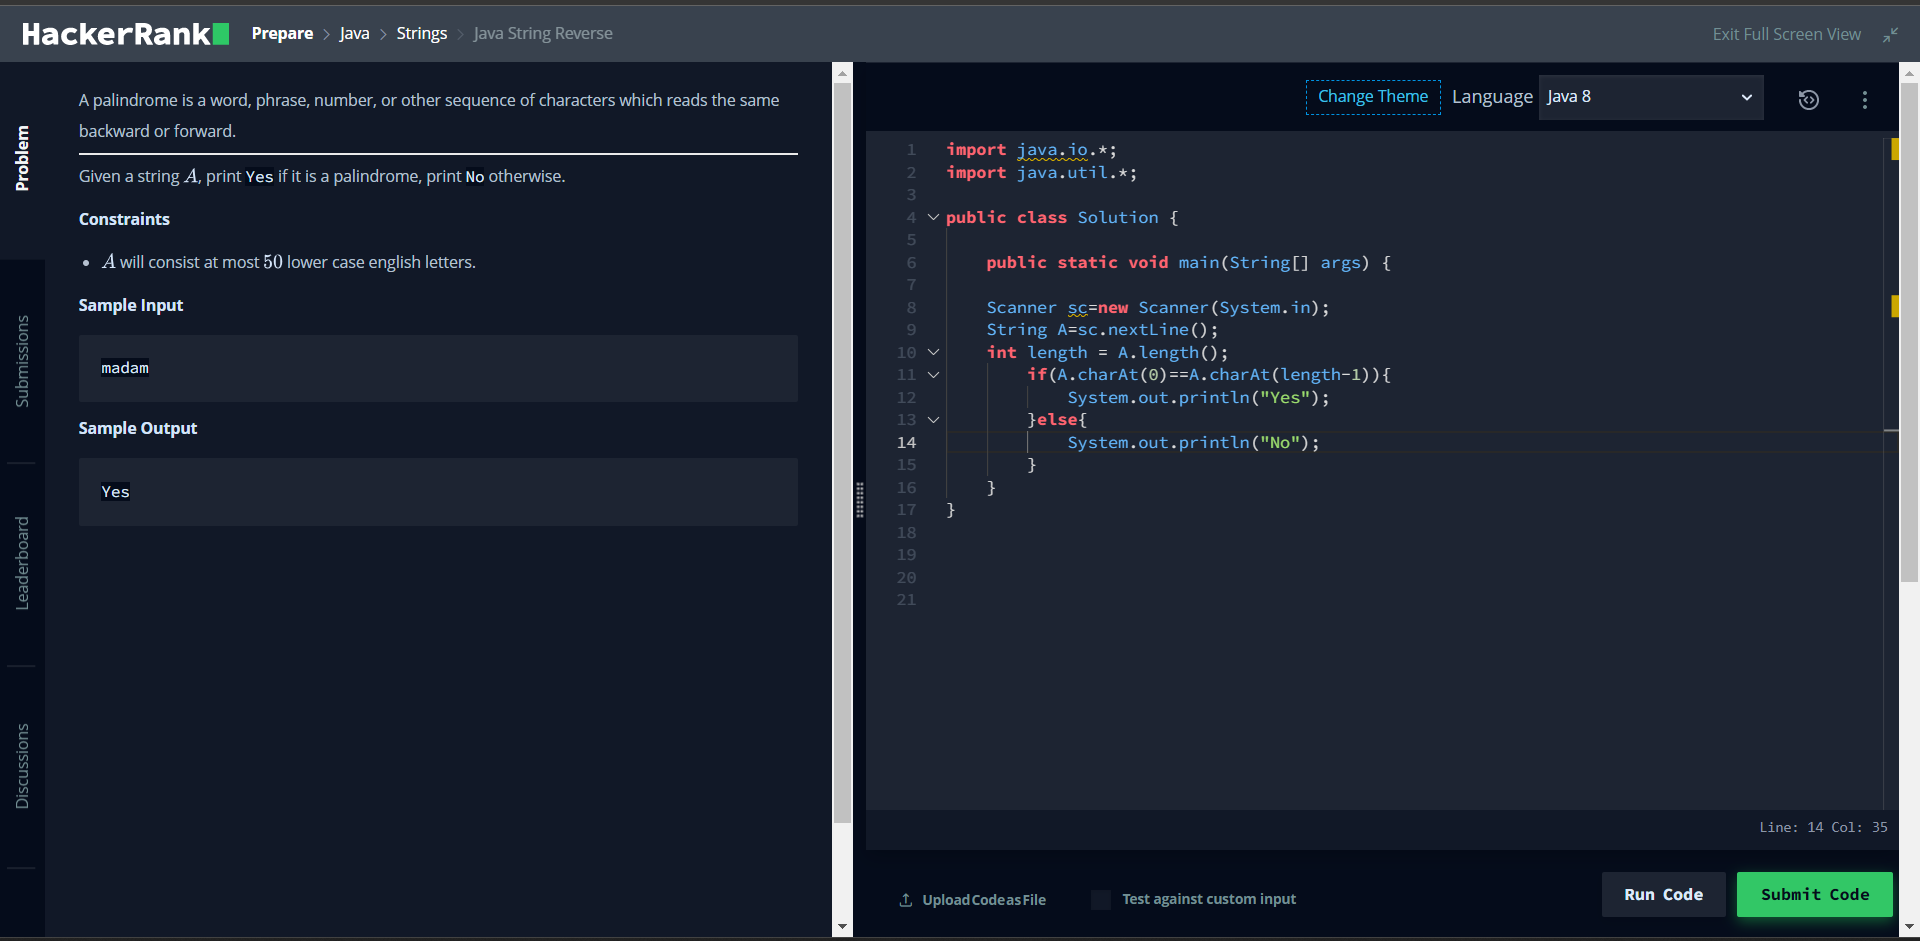 HackerRank
Prepare > Java > Strings > Java String Reverse
Exit Full Screen View
Problem
Submissions
Leaderboard
Discussions
A palindrome is a word, phrase, number, or other sequence of characters which reads the same
backward or forward.
Given a string A, print Yes if it is a palindrome, print No otherwise.
Constraints
• A will consist at most 50 lower case english letters.
Sample Input
madam
Sample Output
Yes
Change Theme Language Java 8
1 import java.io.*;
2 import java.util.*;
3
4 public class Solution {
5
6 public static void main(String[] args) {
7
8 Scanner sc=new Scanner(System.in);
9 String A=sc.nextLine();
10 int length = A.length();
11 if(A.charAt(0)==A.charAt(length-1)){
12 System.out.println("Yes");
13 }else{
14 System.out.println("No");
15 }
16 }
17 }
18
19
20
21
Line: 14 Col: 35
Upload Code as File
Test against custom input
Run Code
Submit Code